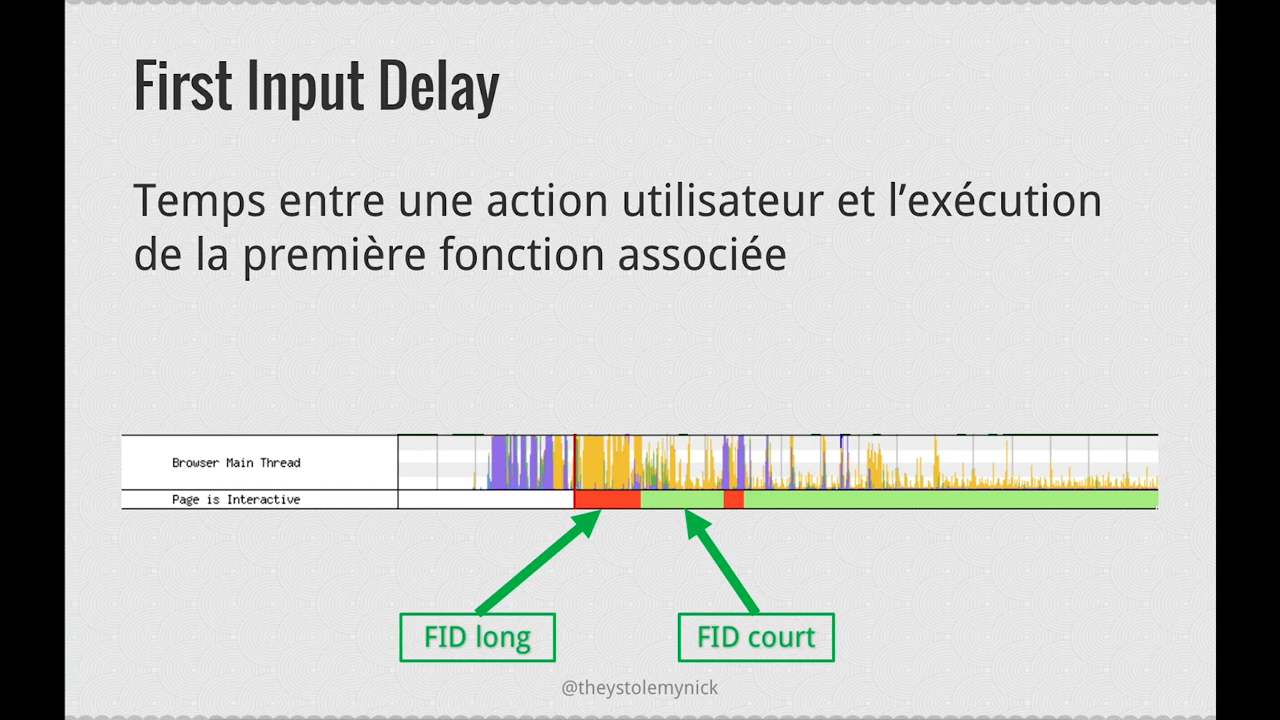 First Input Delay
Temps entre une action utilisateur et l’exécution
de la première fonction associée
Browser Main Thread
Page is Interactive
FID long
FID court
@theystolemynick